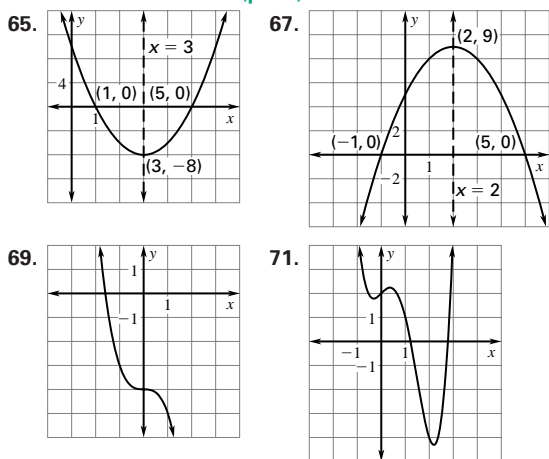 65.
y
x = 3
4
(1, 0)
(5, 0)
1
x
(3, −8)
67.
y
(2, 9)
2
(−1, 0)
(5, 0)
1
x
−2
x = 2
69.
y
1
1
x
−1
71.
y
1
−1
1
x
−1